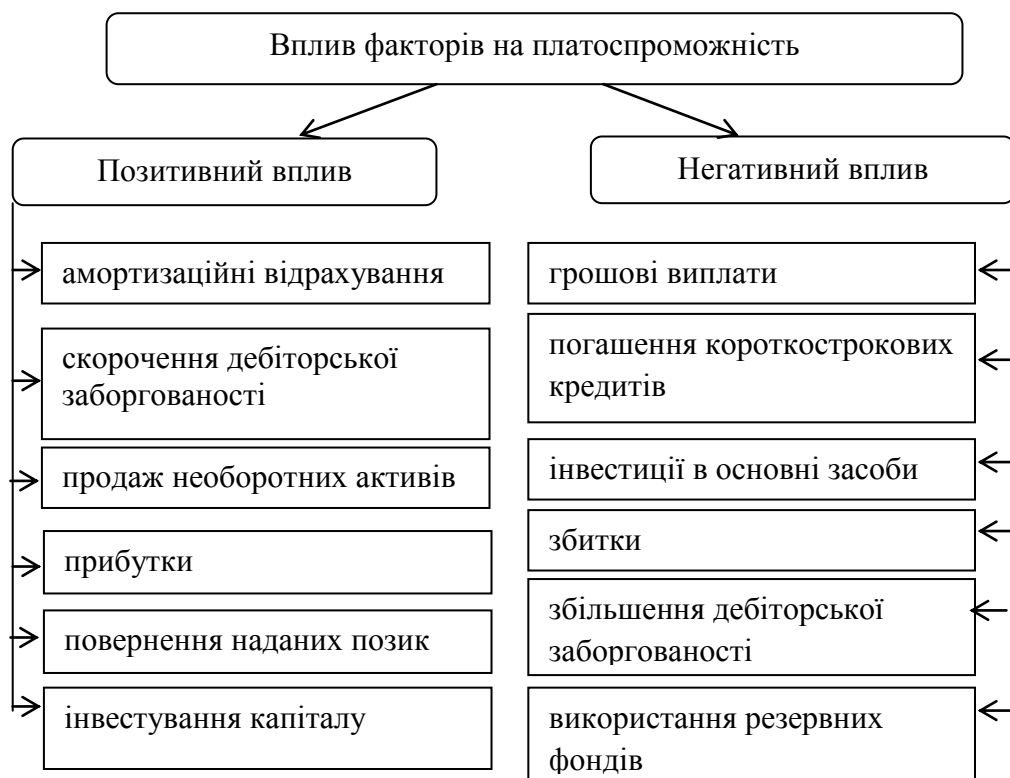 Вплив факторів на платоспроможність
Позитивний вплив
амортизаційні відрахування
скорочення дебіторської
заборгованості
продаж необоротних активів
прибутки
повернення наданих позик
інвестування капіталу
Негативний вплив
грошові виплати
погашення короткострокових
кредитів
інвестиції в основні засоби
збитки
збільшення дебіторської
заборгованості
використання резервних
фондів